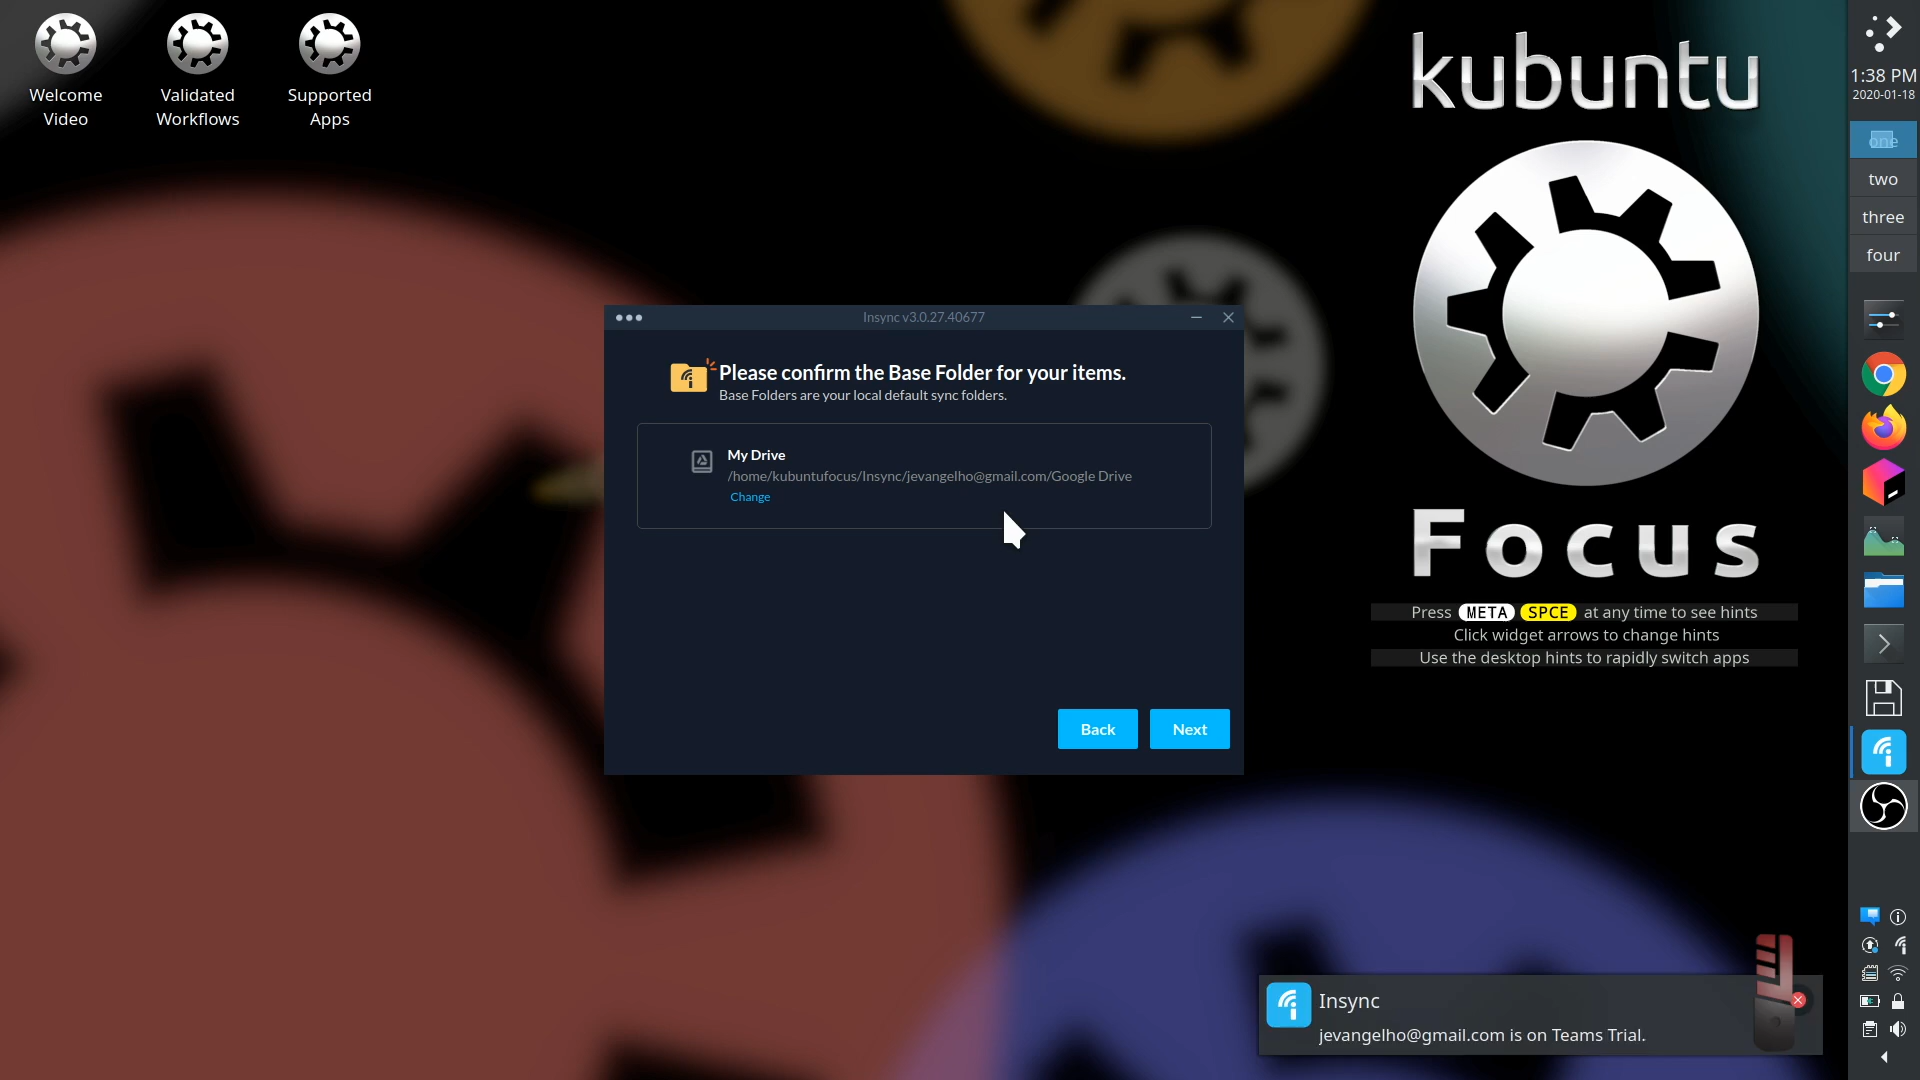 Welcome
Video
Validated
Workflows
Supported
Apps
kubuntu
Focus
Press META SPCE at any time to see hints
Click widget arrows to change hints
Use the desktop hints to rapidly switch apps
Insync v3.0.27.40677
Please confirm the Base Folder for your items.
Base Folders are your local default sync folders.
My Drive
/home/kubuntufocus/Insync/jevangelho@gmail.com/Google Drive
Change
Back
Next
1:38 PM
2020-01-18
one
two
three
four
Insync
jevangelho@gmail.com is on Teams Trial.